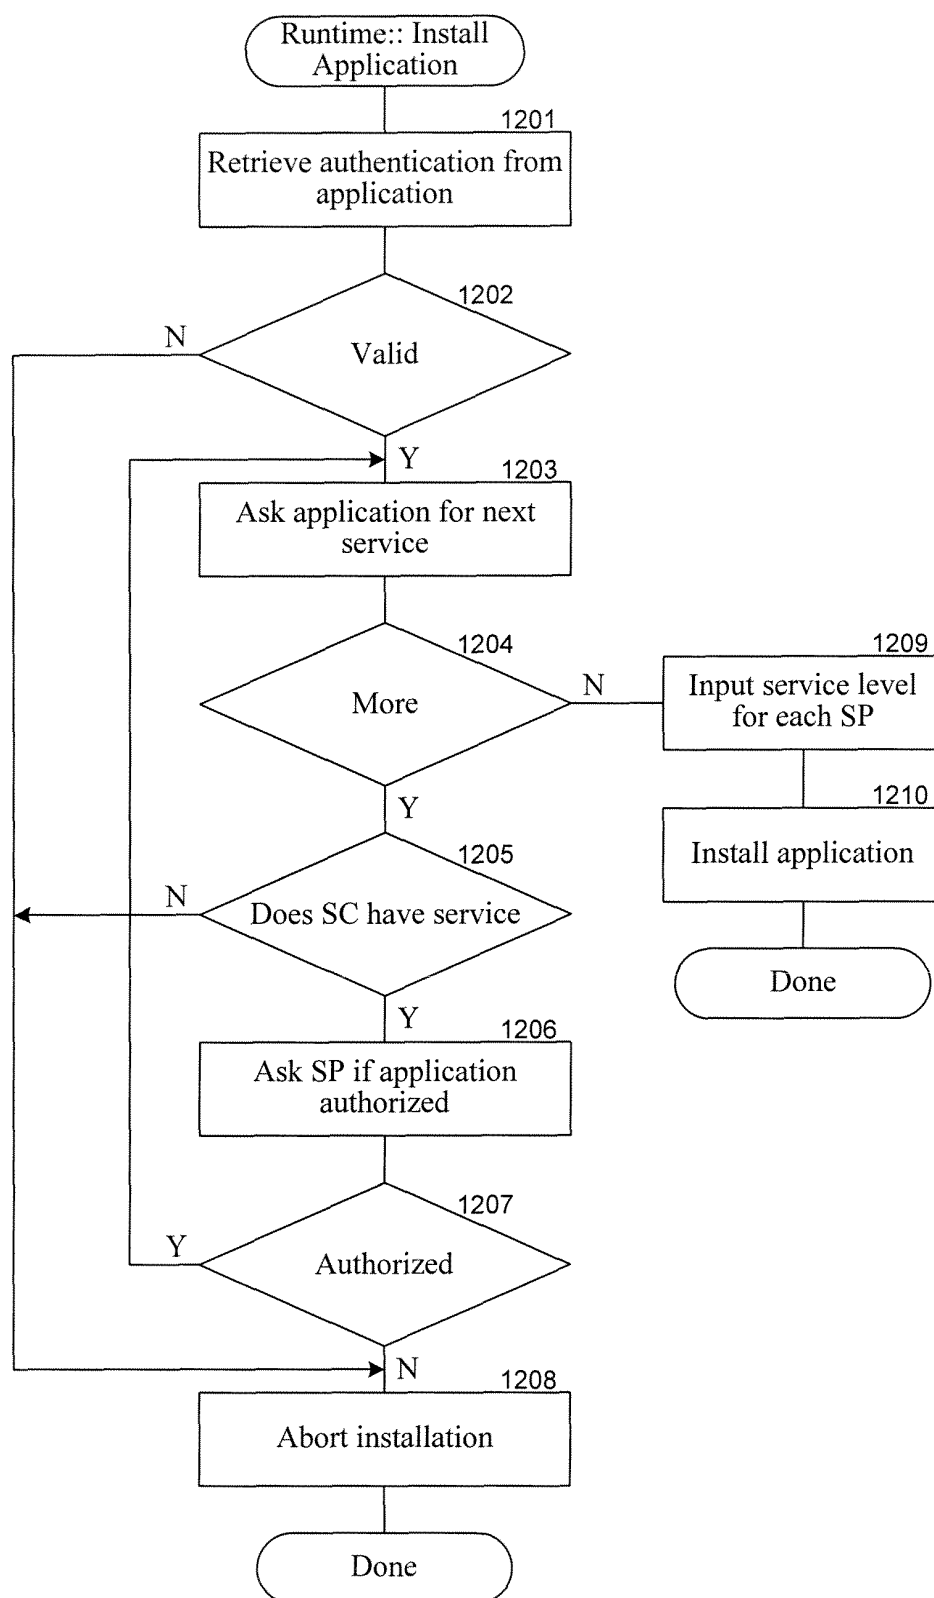 Runtime:: Install
Application
1201
Retrieve authentication from
application
1202
Valid
N
Y
1203
Ask application for next
service
1204
More
N
Y
1209
Input service level
for each SP
1210
Install application
Done
1205
Does SC have service
N
Y
1206
Ask SP if application
authorized
1207
Authorized
Y
N
1208
Abort installation
Done